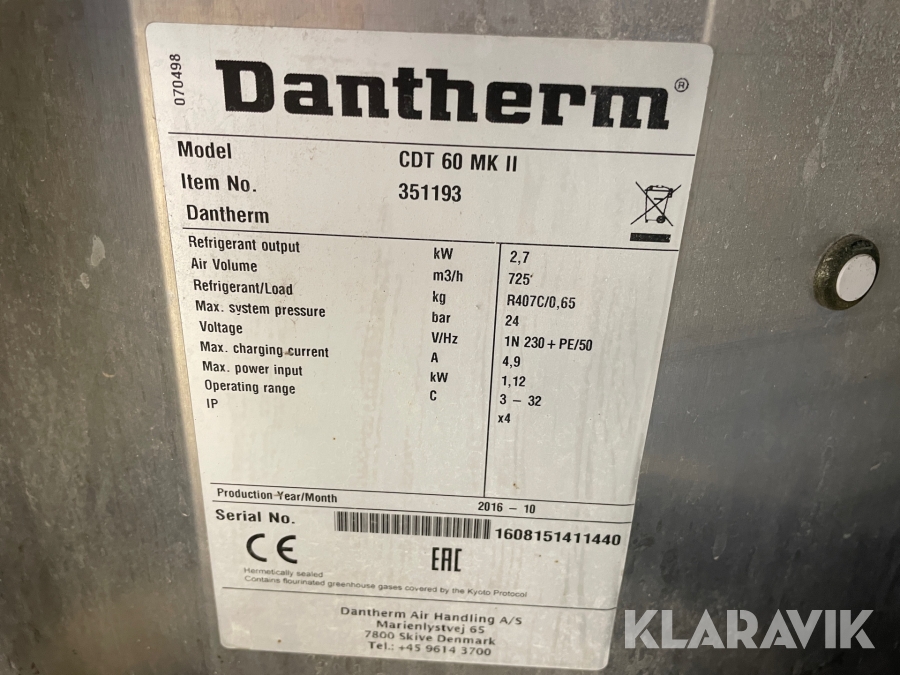 070498
Dantherm®
Model CDT 60 MK II
Item No. 351193
Dantherm
Refrigerant output kW 2,7
Air Volume m3/h 725
Refrigerant/Load kg R407C/0,65
Max. system pressure bar 24
Voltage V/Hz 1N 230 + PE/50
Max. charging current A 4,9
Max. power input kW 1,12
Operating range C 3 – 32
IP x4
Production Year/Month 2016 – 10
Serial No. 1608151411440
CE EAC
Hermetically sealed
Contains flourinated greenhouse gases covered by the Kyoto Protocol
Dantherm Air Handling A/S
Marienlystvej 65
7800 Skive Denmark
Tel.: +45 9614 3700
KLARAVIK